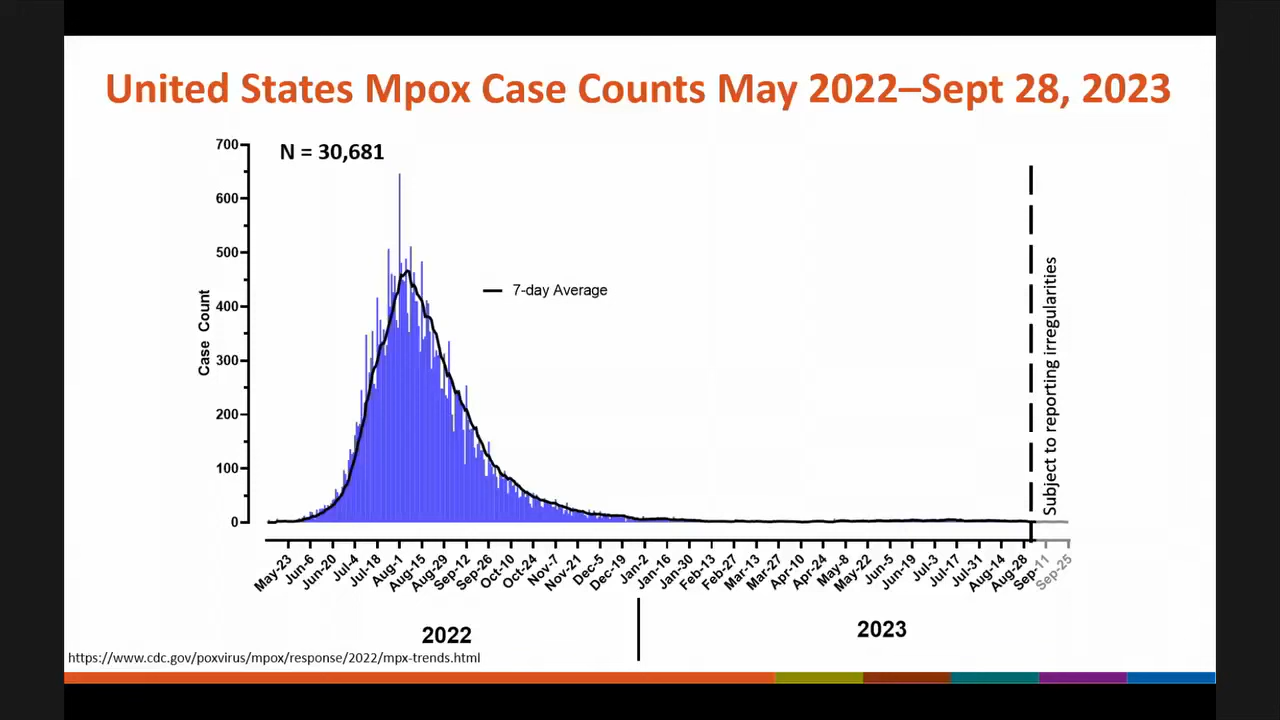 United States Mpox Case Counts May 2022–Sept 28, 2023
N = 30,681
700
600
500
400
300
200
100
0
Case Count
7-day Average
Subject to reporting irregularities
May-23
Jun-6
Jun-20
Jul-4
Jul-18
Aug-1
Aug-15
Aug-29
Sep-12
Sep-26
Oct-10
Oct-24
Nov-7
Nov-21
Dec-5
Dec-19
Jan-2
Jan-16
Jan-30
Feb-13
Feb-27
Mar-13
Mar-27
Apr-10
Apr-24
May-8
May-22
Jun-5
Jun-19
Jul-3
Jul-17
Jul-31
Aug-14
Aug-28
Sep-11
Sep-25
2022
2023
https://www.cdc.gov/poxvirus/mpox/response/2022/mpx-trends.html